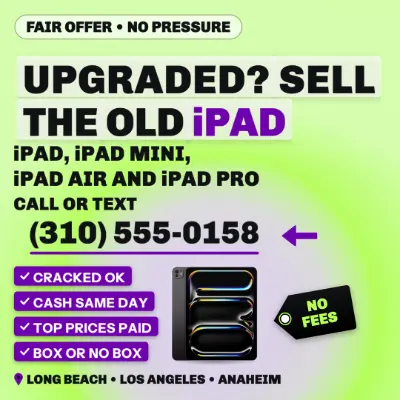 FAIR OFFER • NO PRESSURE
UPGRADED? SELL
THE OLD iPAD
iPAD, iPAD MINI,
iPAD AIR AND iPAD PRO
CALL OR TEXT
(310) 555-0158
✓ CRACKED OK
✓ CASH SAME DAY
✓ TOP PRICES PAID
✓ BOX OR NO BOX
NO
FEES
LONG BEACH • LOS ANGELES • ANAHEIM